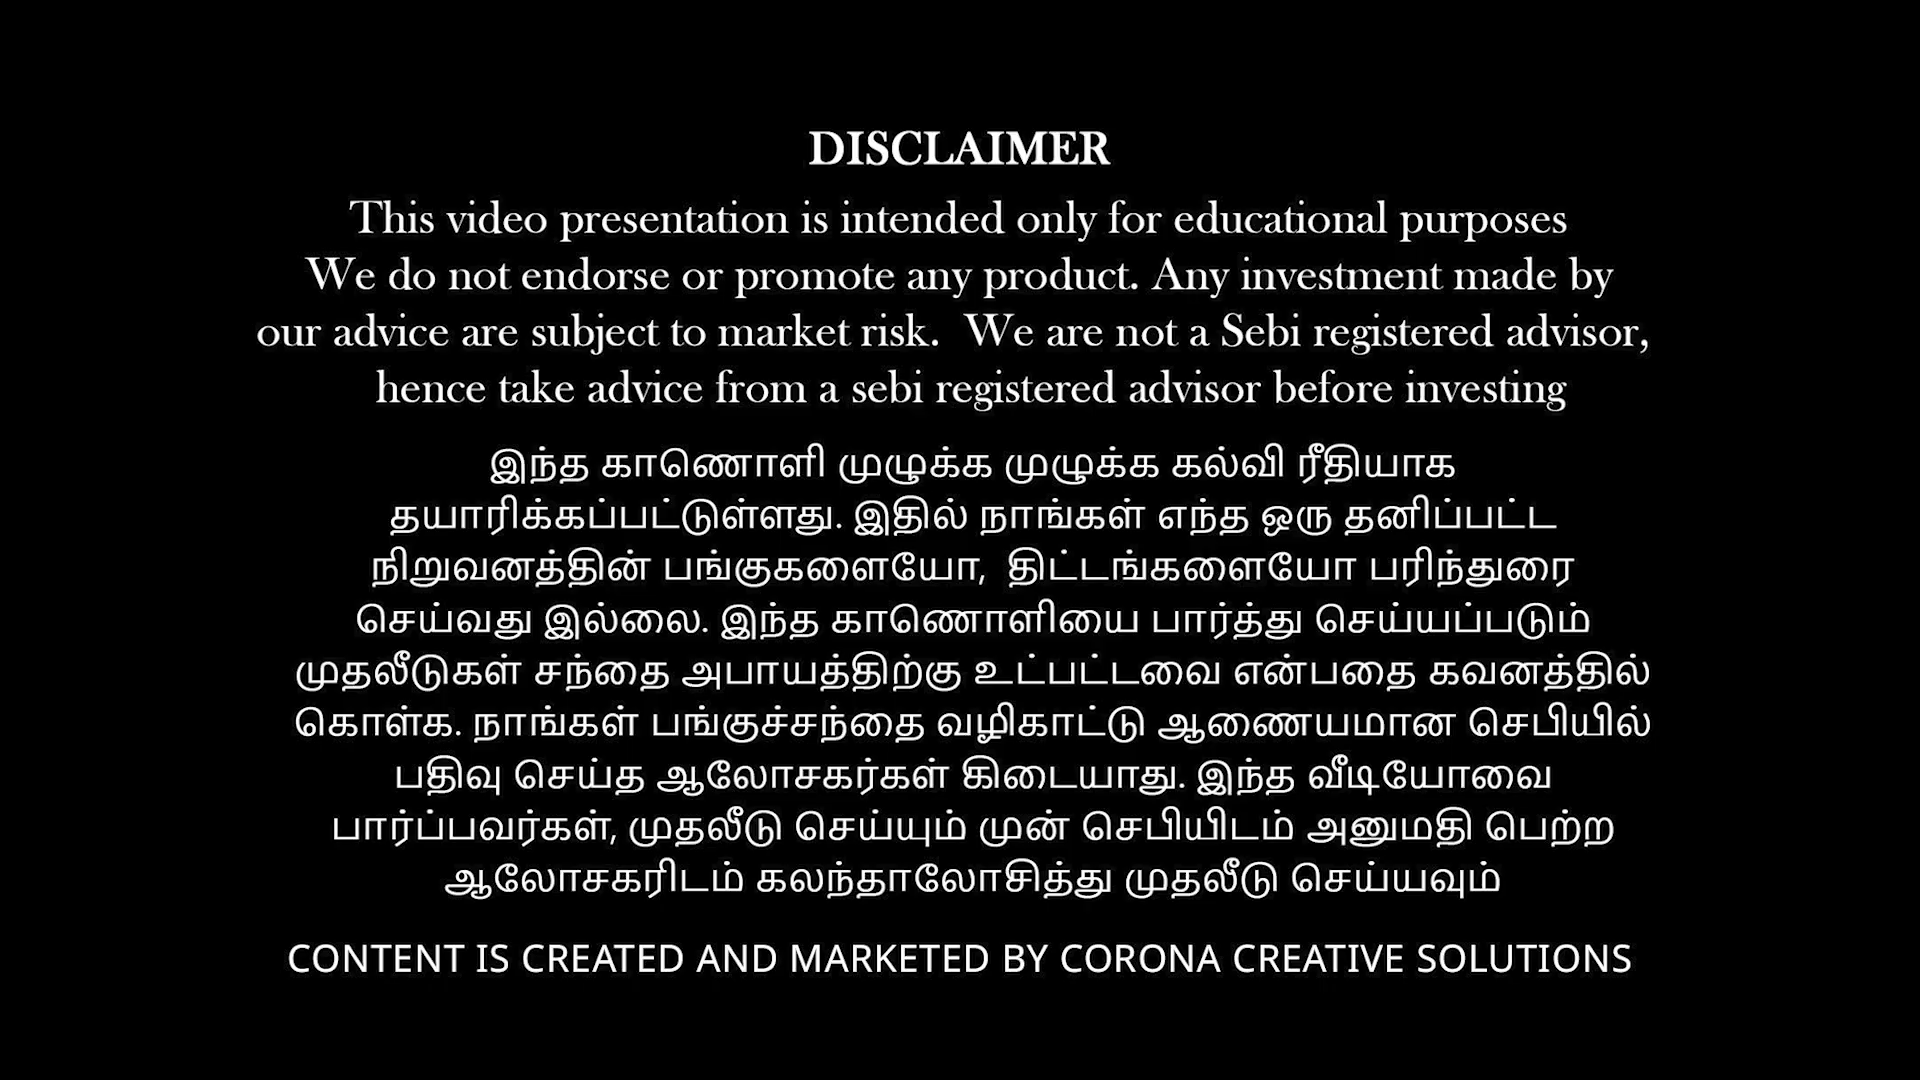 DISCLAIMER
This video presentation is intended only for educational purposes
We do not endorse or promote any product. Any investment made by
our advice are subject to market risk.  We are not a Sebi registered advisor,
hence take advice from a sebi registered advisor before investing
இந்த காணொளி முழுக்க முழுக்க கல்வி ரீதியாக
தயாரிக்கப்பட்டுள்ளது. இதில் நாங்கள் எந்த ஒரு தனிப்பட்ட
நிறுவனத்தின் பங்குகளையோ,  திட்டங்களையோ பரிந்துரை
செய்வது இல்லை. இந்த காணொளியை பார்த்து செய்யப்படும்
முதலீடுகள் சந்தை அபாயத்திற்கு உட்பட்டவை என்பதை கவனத்தில்
கொள்க. நாங்கள் பங்குச்சந்தை வழிகாட்டு ஆணையமான செபியில்
பதிவு செய்த ஆலோசகர்கள் கிடையாது. இந்த வீடியோவை
பார்ப்பவர்கள், முதலீடு செய்யும் முன் செபியிடம் அனுமதி பெற்ற
ஆலோசகரிடம் கலந்தாலோசித்து முதலீடு செய்யவும்
CONTENT IS CREATED AND MARKETED BY CORONA CREATIVE SOLUTIONS